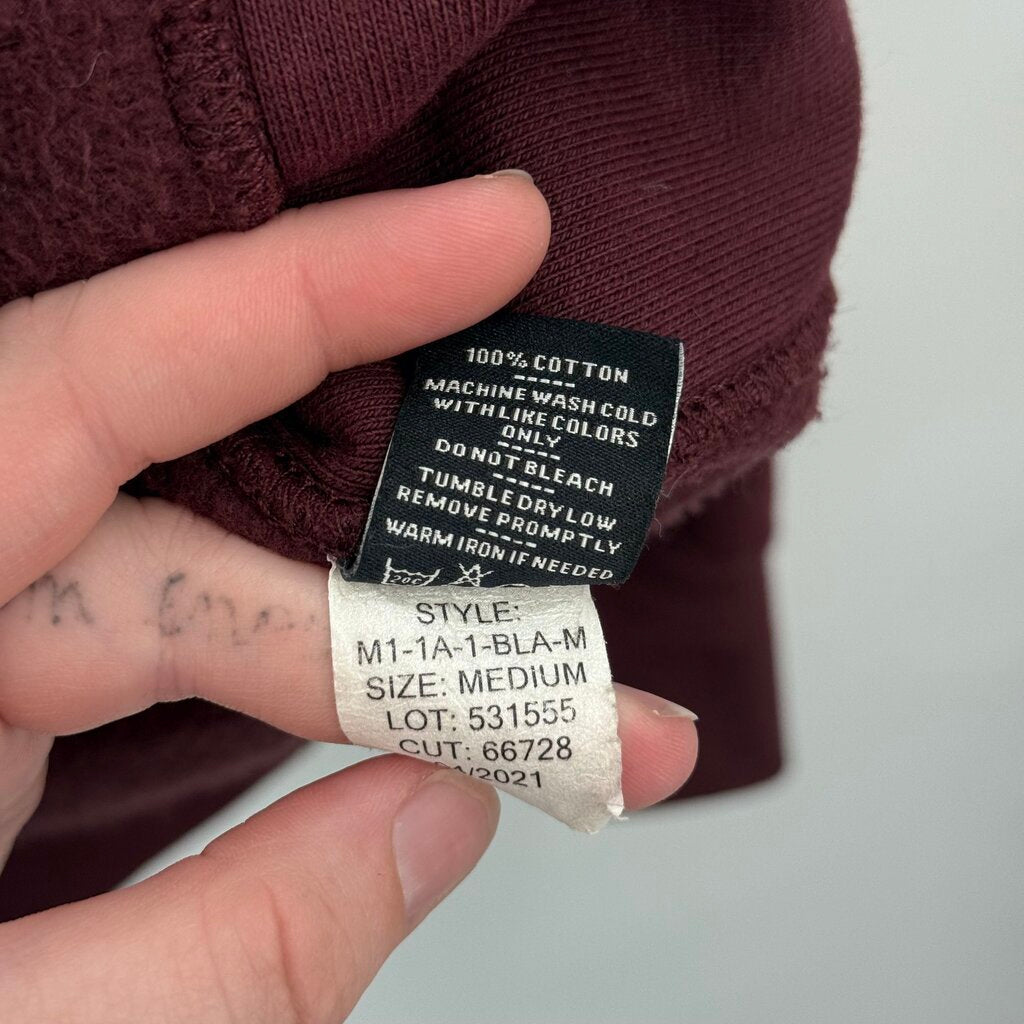 100% COTTON
-----
MACHINE WASH COLD
WITH LIKE COLORS
ONLY
-----
DO NOT BLEACH
-----
TUMBLE DRY LOW
REMOVE PROMPTLY
-----
WARM IRON IF NEEDED
STYLE:
M1-1A-1-BLA-M
SIZE: MEDIUM
LOT: 531555
CUT: 66728
/2021